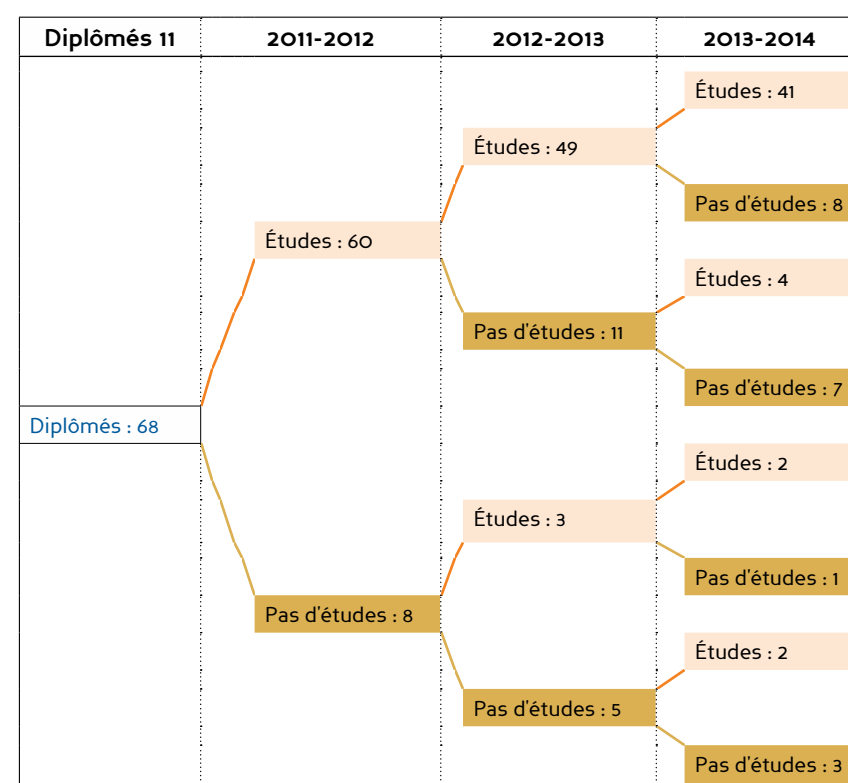 Diplômés 11 2011-2012 2012-2013 2013-2014
Études : 41
Études : 49
Pas d'études : 8
Études : 60
Études : 4
Pas d'études : 11
Pas d'études : 7
Diplômés : 68
Études : 2
Études : 3
Pas d'études : 1
Pas d'études : 8
Études : 2
Pas d'études : 5
Pas d'études : 3